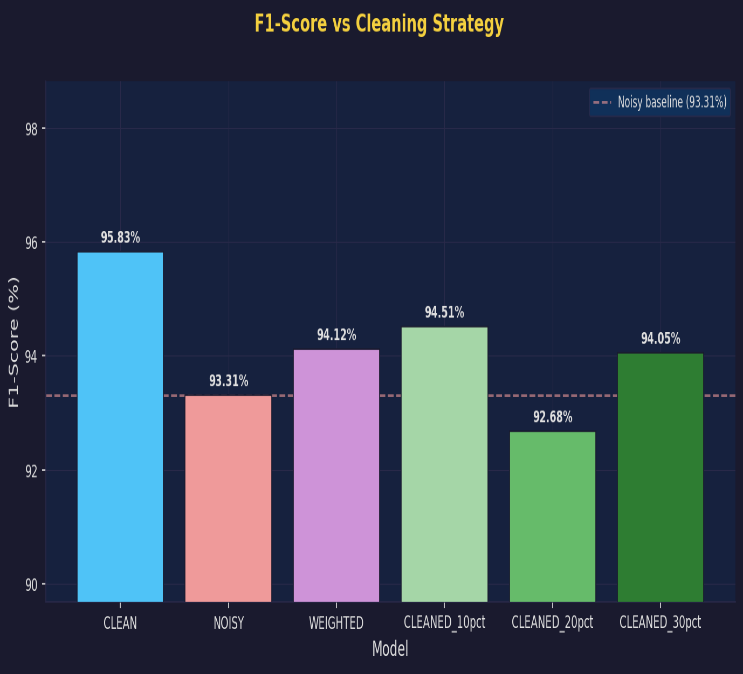 F1-Score vs Cleaning Strategy
Noisy baseline (93.31%)
98
96
94
92
90
F1-Score (%)
95.83%
93.31%
94.12%
94.51%
92.68%
94.05%
CLEAN
NOISY
WEIGHTED
CLEANED_10pct
CLEANED_20pct
CLEANED_30pct
Model